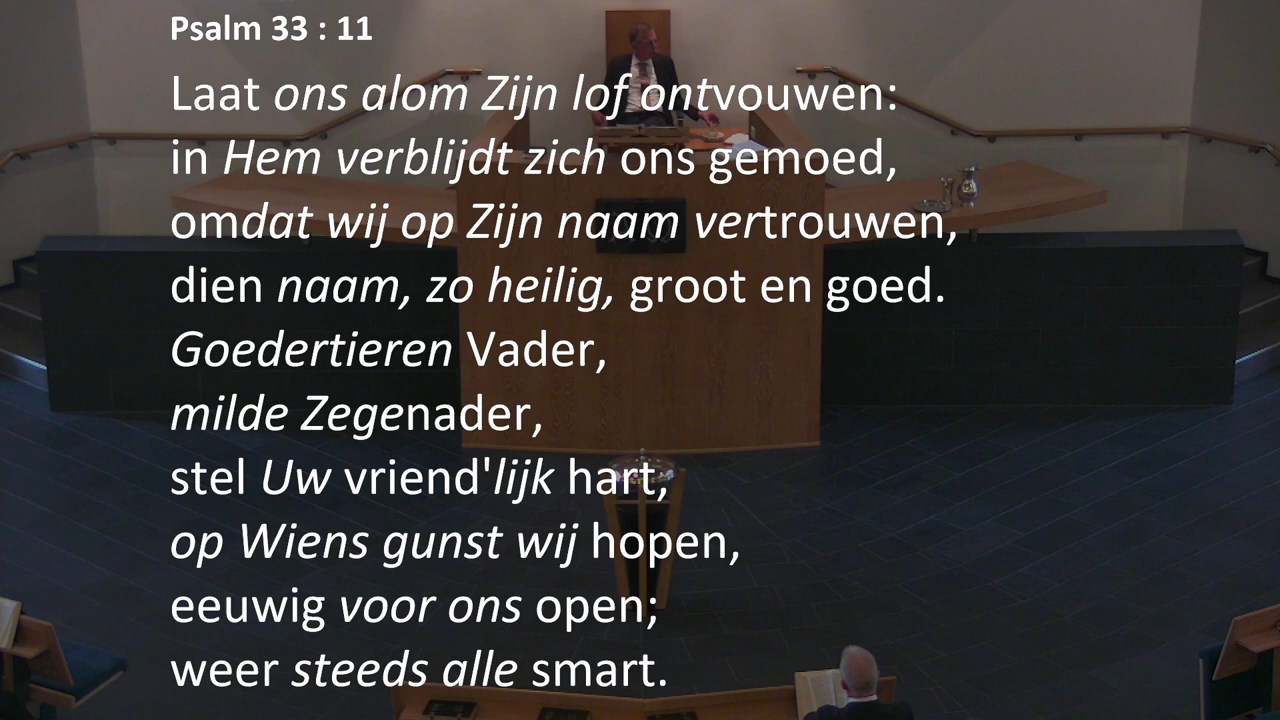 Psalm 33 : 11
Laat ons alom Zijn lof ontvouwen:
in Hem verblijdt zich ons gemoed,
omdat wij op Zijn naam vertrouwen,
dien naam, zo heilig, groot en goed.
Goedertieren Vader,
milde Zegenader,
stel Uw vriend'lijk hart,
op Wiens gunst wij hopen,
eeuwig voor ons open;
weer steeds alle smart.